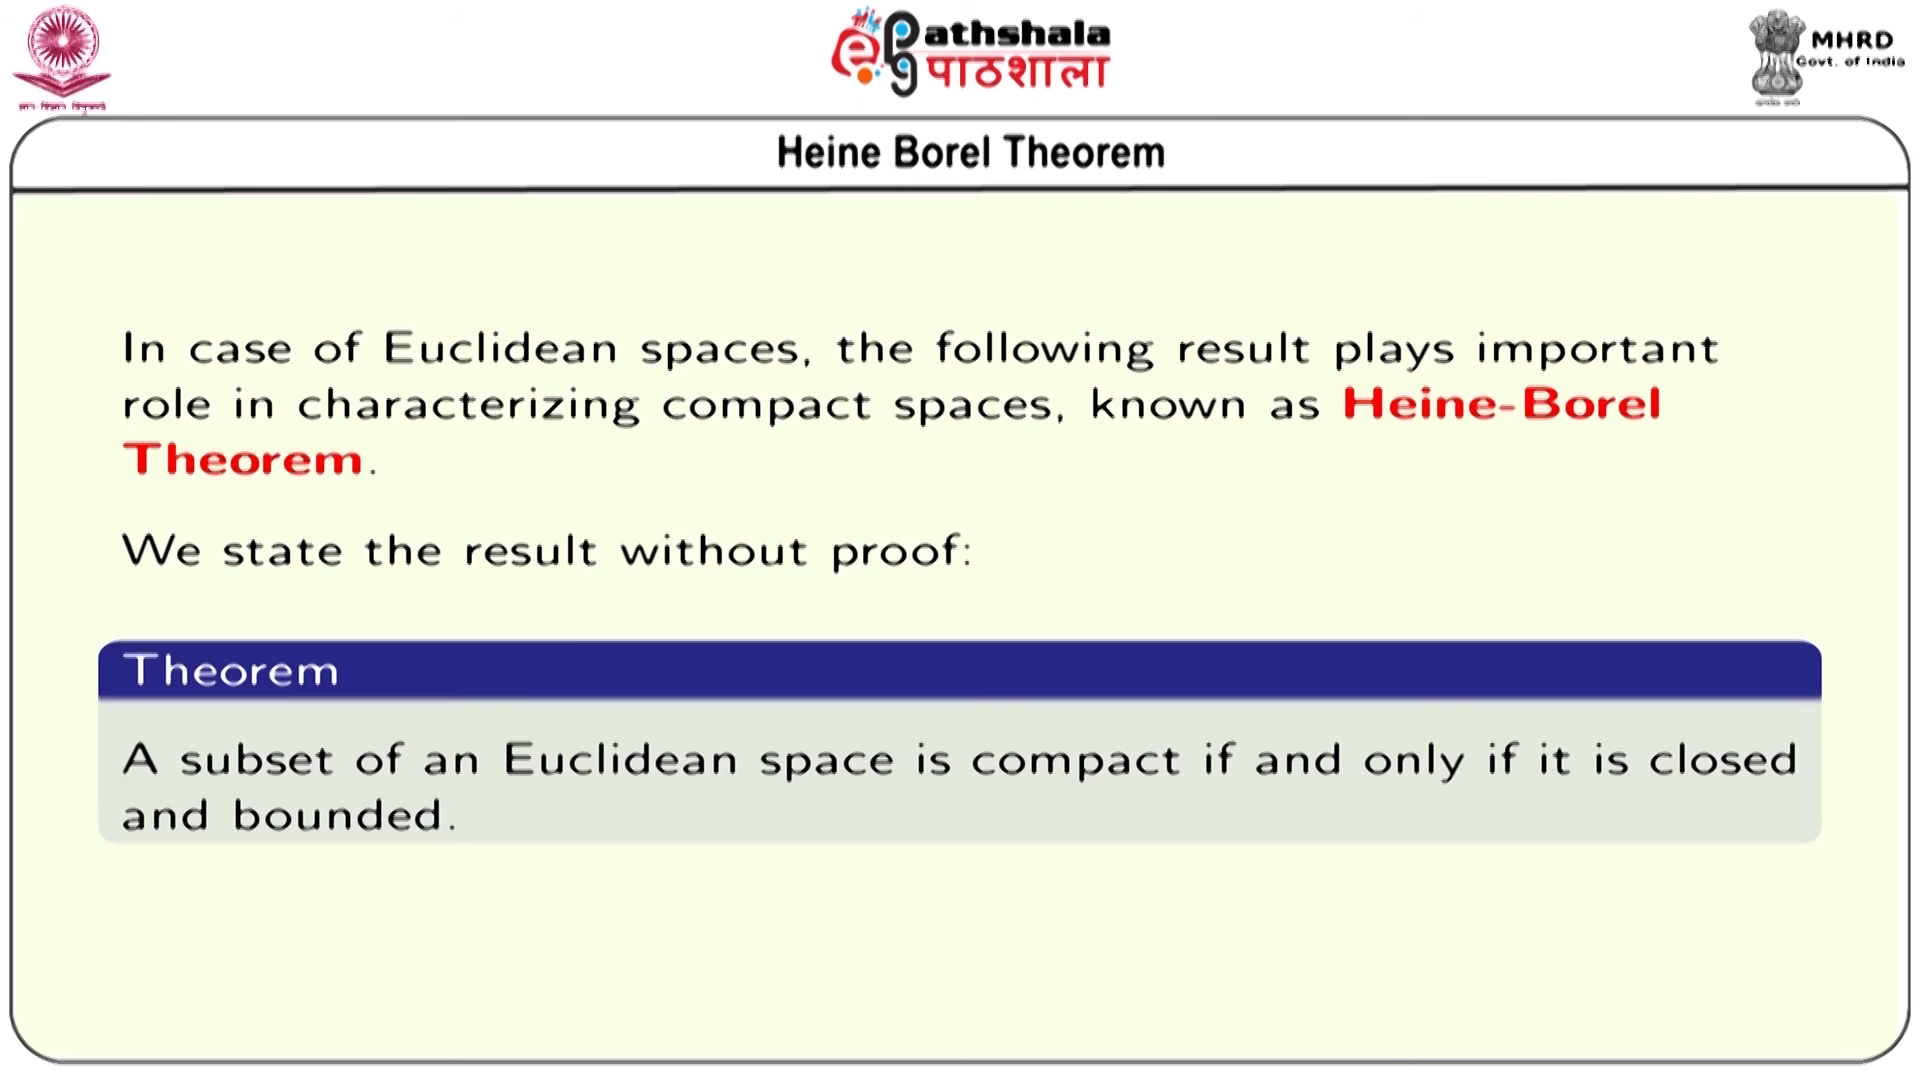 athshala
पाठशाला
MHRD
Govt. of India
Heine Borel Theorem
In case of Euclidean spaces, the following result plays important
role in characterizing compact spaces, known as Heine-Borel
Theorem.
We state the result without proof:
Theorem
A subset of an Euclidean space is compact if and only if it is closed
and bounded.